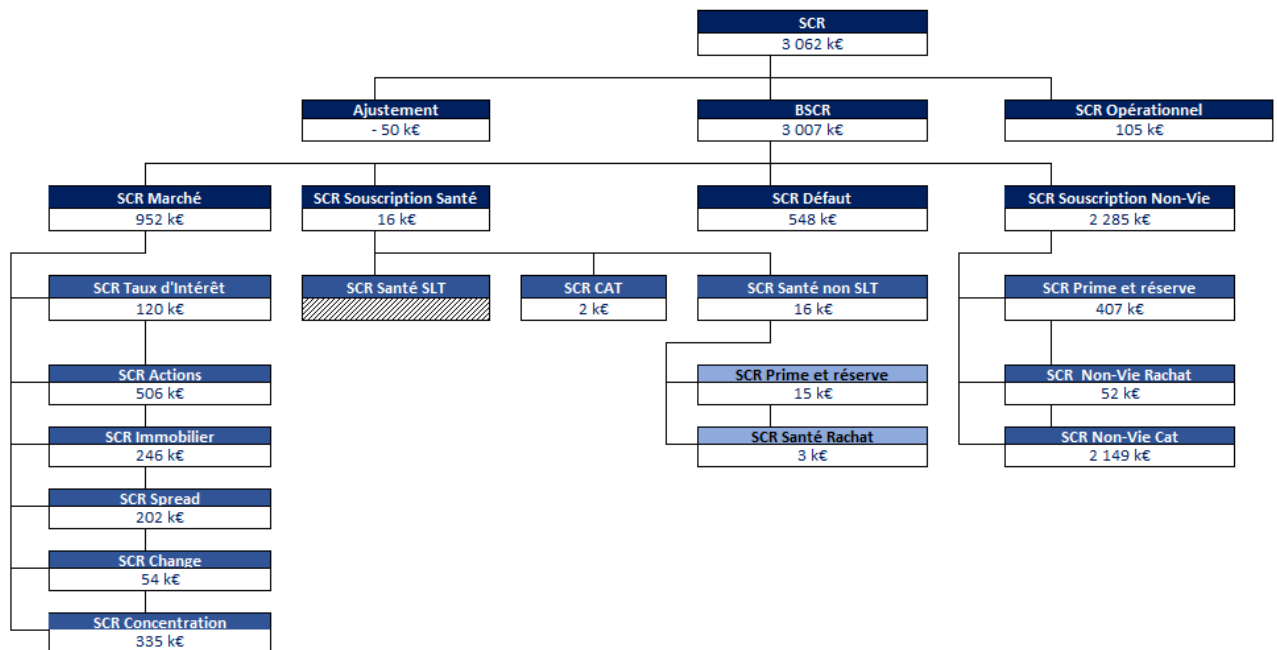 SCR
3 062 k€
Ajustement
- 50 k€
BSCR
3 007 k€
SCR Opérationnel
105 k€
SCR Marché
952 k€
SCR Souscription Santé
16 k€
SCR Défaut
548 k€
SCR Souscription Non-Vie
2 285 k€
SCR Taux d'Intérêt
120 k€
SCR Santé SLT
SCR CAT
2 k€
SCR Santé non SLT
16 k€
SCR Prime et réserve
407 k€
SCR Actions
506 k€
SCR Prime et réserve
15 k€
SCR Non-Vie Rachat
52 k€
SCR Immobilier
246 k€
SCR Santé Rachat
3 k€
SCR Non-Vie Cat
2 149 k€
SCR Spread
202 k€
SCR Change
54 k€
SCR Concentration
335 k€